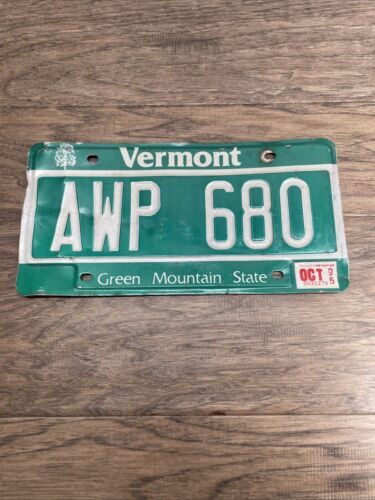 Vermont
AWP 680
Green Mountain State
OCT 95